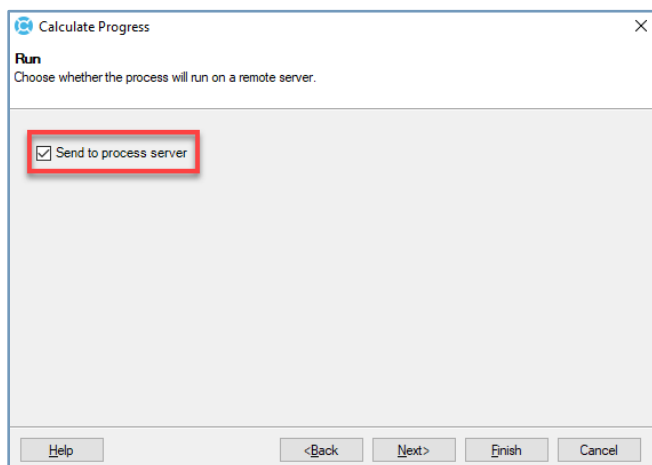 Calculate Progress
Run
Choose whether the process will run on a remote server.
Send to process server
Help
<Back
Next>
Finish
Cancel